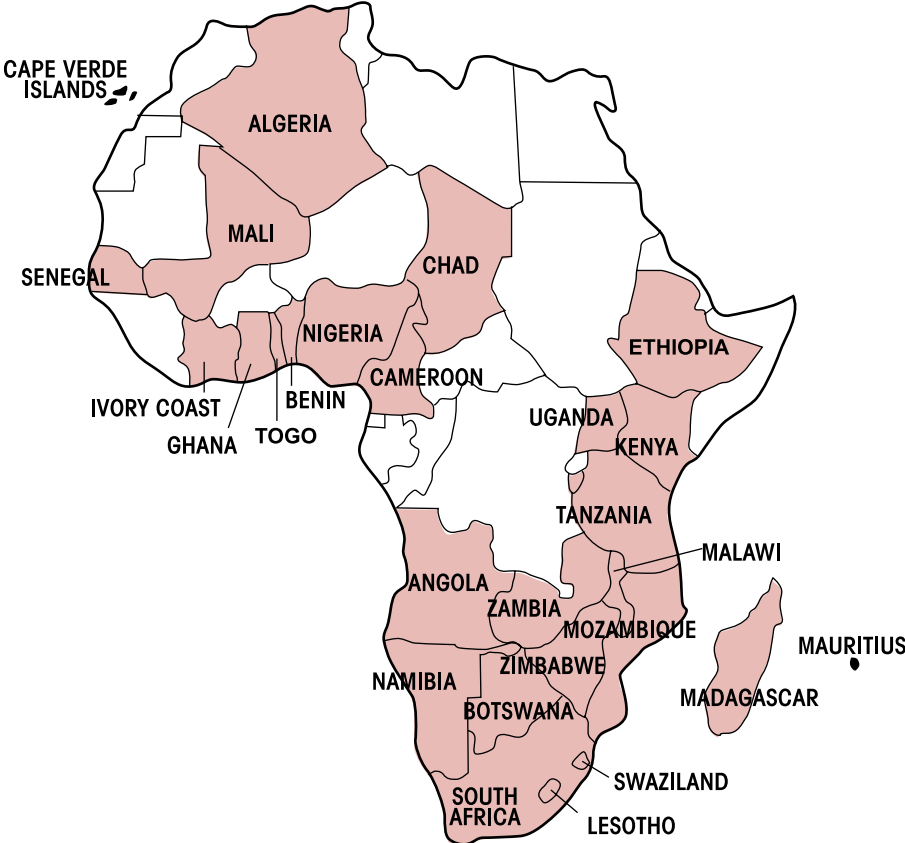 CAPE VERDE
ISLANDS
ALGERIA
MALI
SENEGAL
CHAD
NIGERIA
ETHIOPIA
CAMEROON
BENIN
IVORY COAST
UGANDA
GHANA
TOGO
KENYA
TANZANIA
MALAWI
ANGOLA
ZAMBIA
MOZAMBIQUE
MAURITIUS
ZIMBABWE
NAMIBIA
MADAGASCAR
BOTSWANA
SWAZILAND
SOUTH
AFRICA
LESOTHO